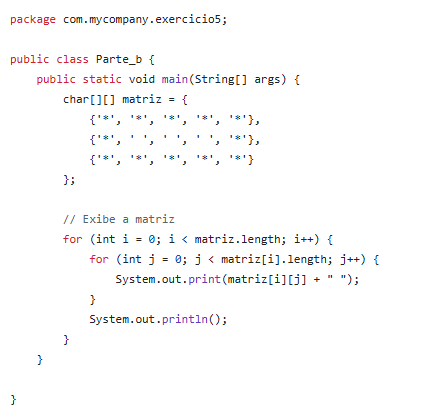 package com.mycompany.exercicio5;

public class Parte_b {
    public static void main(String[] args) {
        char[][] matriz = {
            {'*', '*', '*', '*', '*'},
            {'*', ' ', ' ', ' ', '*'},
            {'*', '*', '*', '*', '*'}
        };

        // Exibe a matriz
        for (int i = 0; i < matriz.length; i++) {
            for (int j = 0; j < matriz[i].length; j++) {
                System.out.print(matriz[i][j] + " ");
            }
            System.out.println();
        }
    }

}